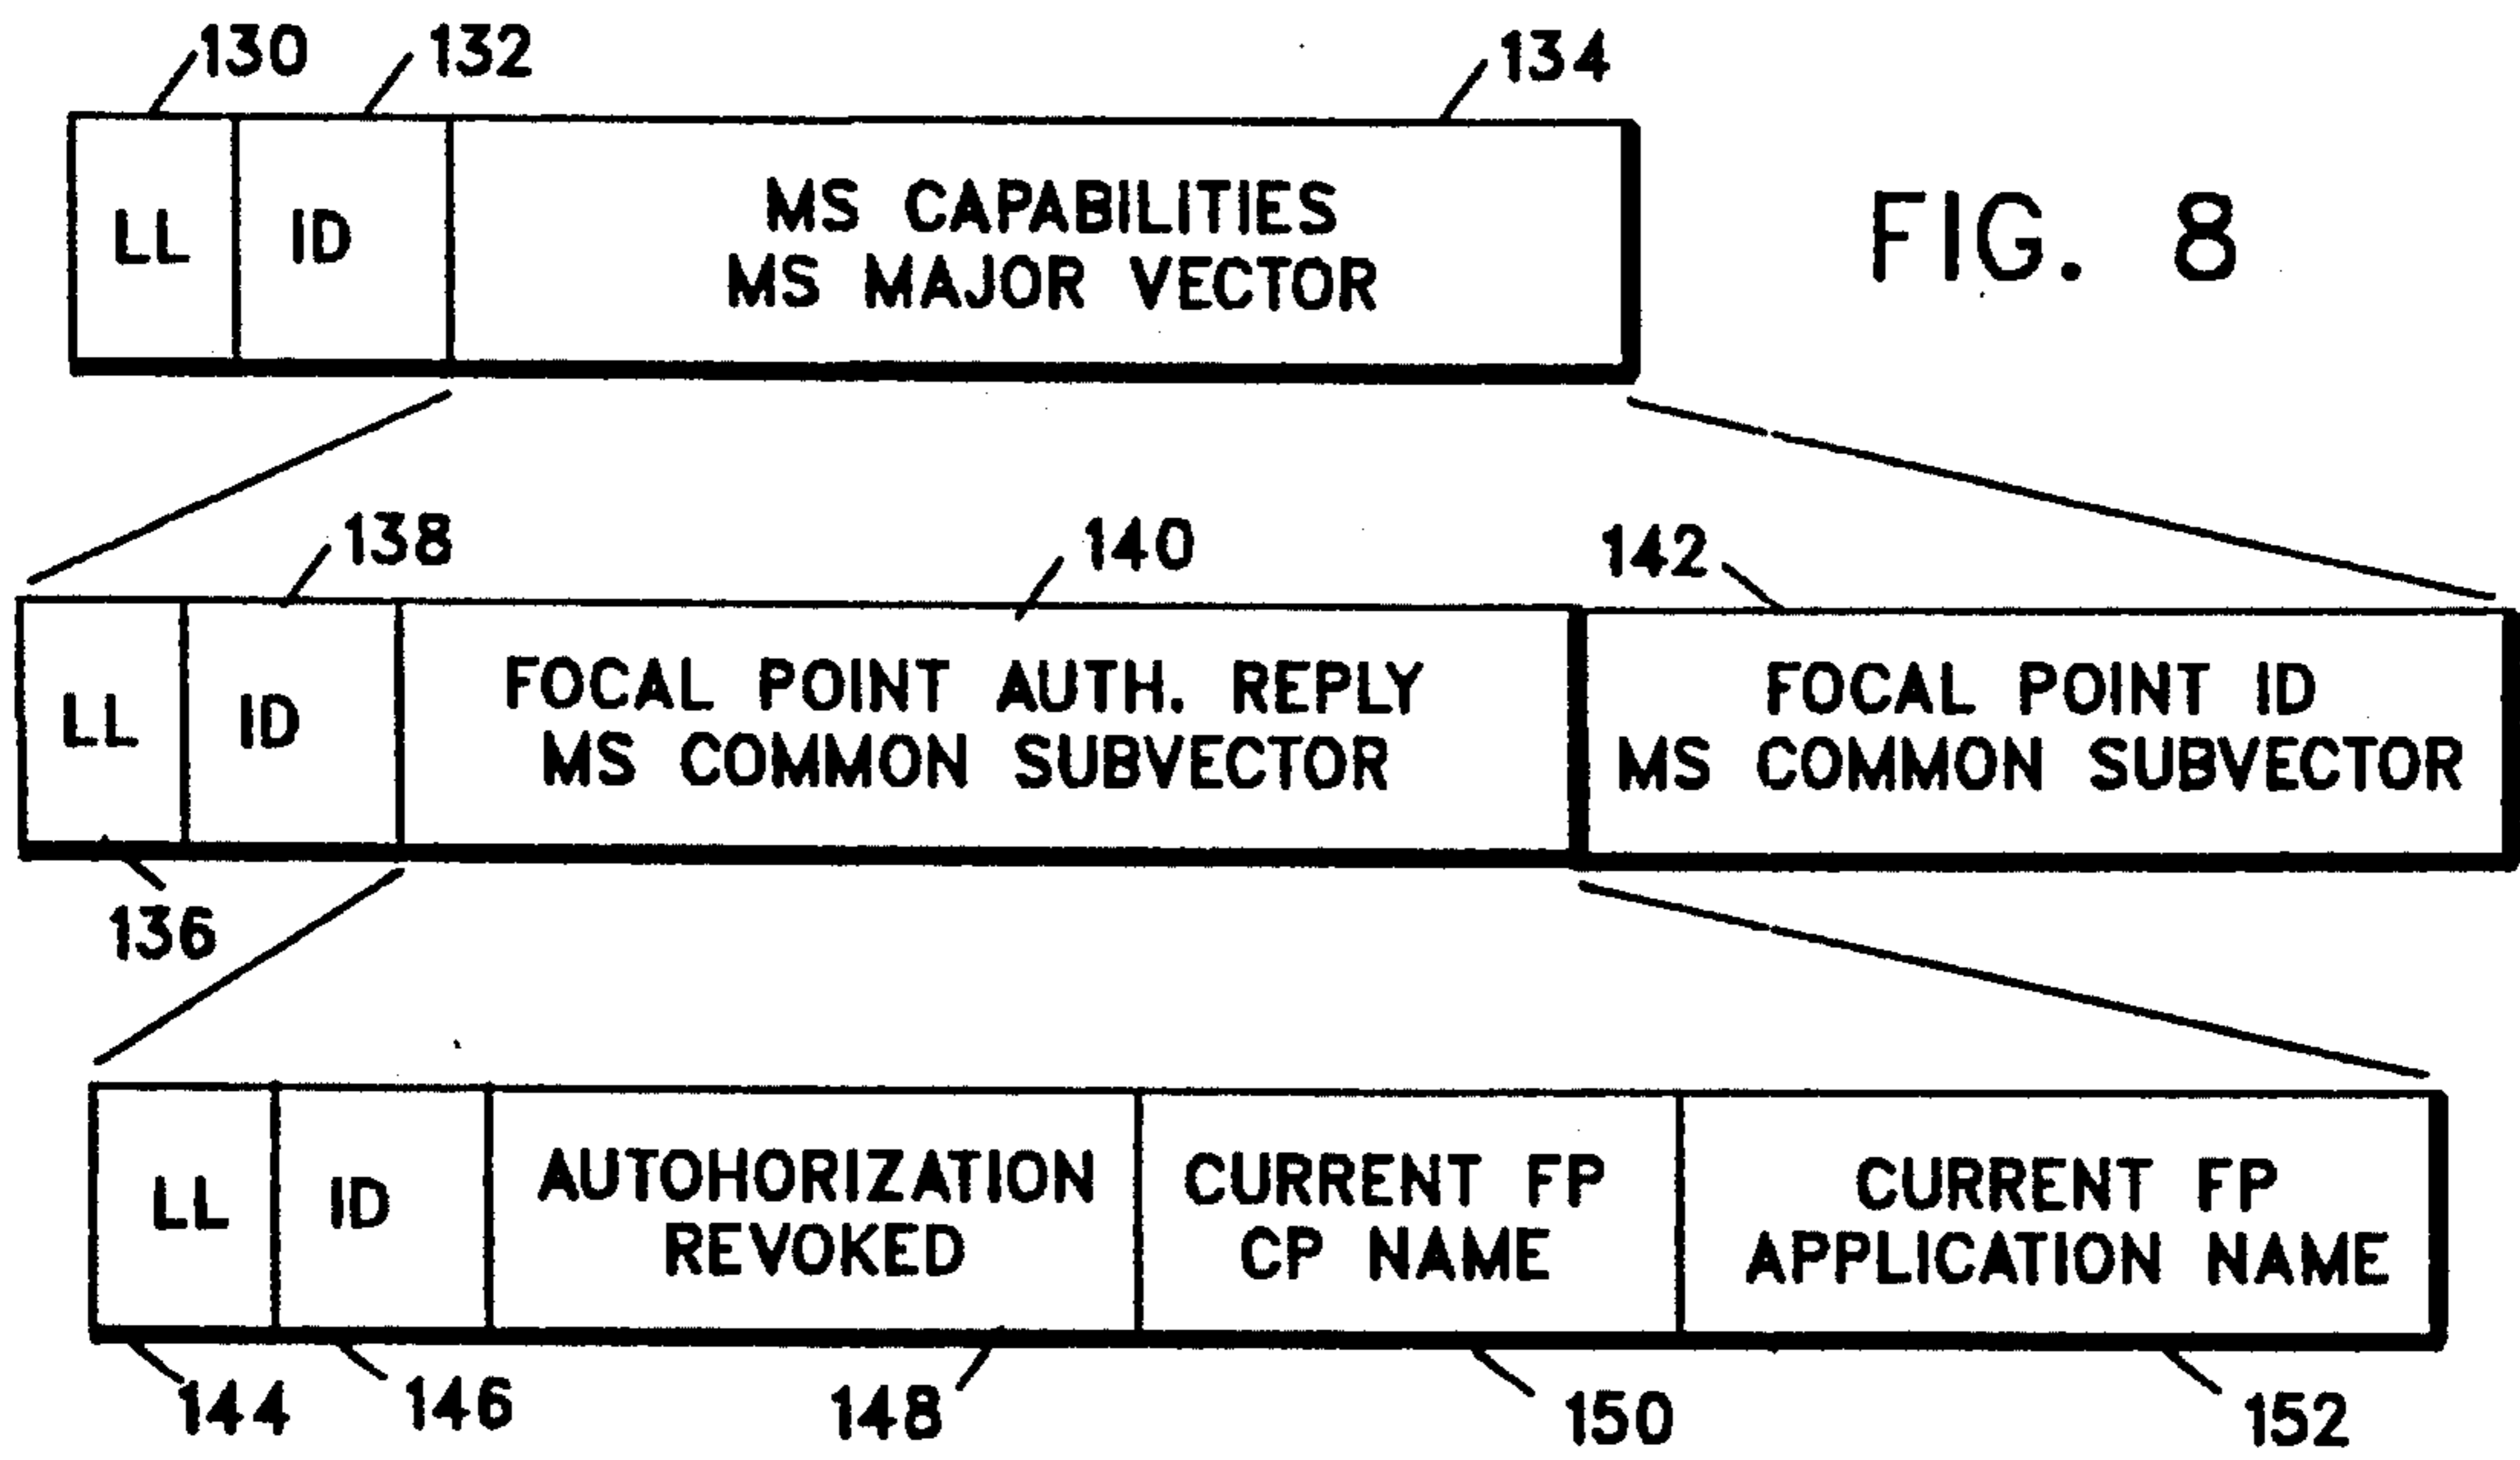 130 132 134
LL ID MS CAPABILITIES
MS MAJOR VECTOR
FIG. 8
138 140 142
LL ID FOCAL POINT AUTH. REPLY
MS COMMON SUBVECTOR
FOCAL POINT ID
MS COMMON SUBVECTOR
136
LL ID AUTOHORIZATION
REVOKED
CURRENT FP
CP NAME
CURRENT FP
APPLICATION NAME
144 146 148 150 152